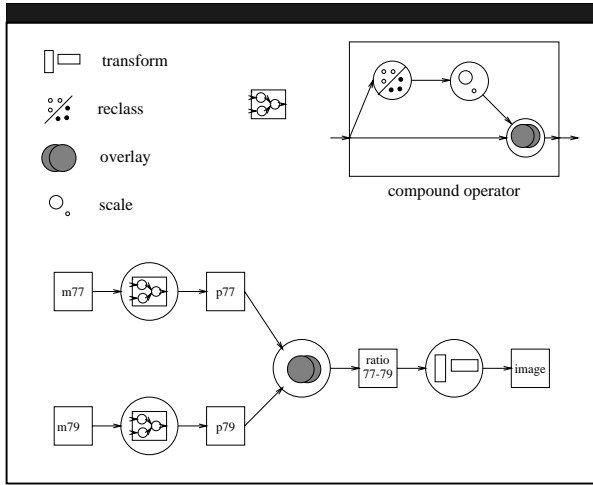 transform
reclass
overlay
scale
compound operator
m77
p77
ratio
77-79
image
m79
p79